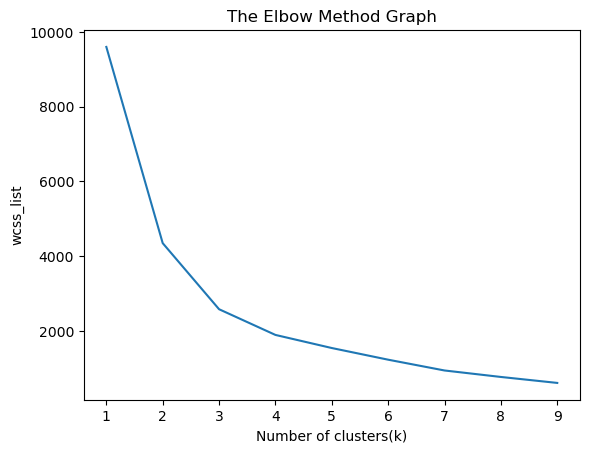 The Elbow Method Graph
10000
8000
6000
4000
2000
wcss_list
1 2 3 4 5 6 7 8 9
Number of clusters(k)